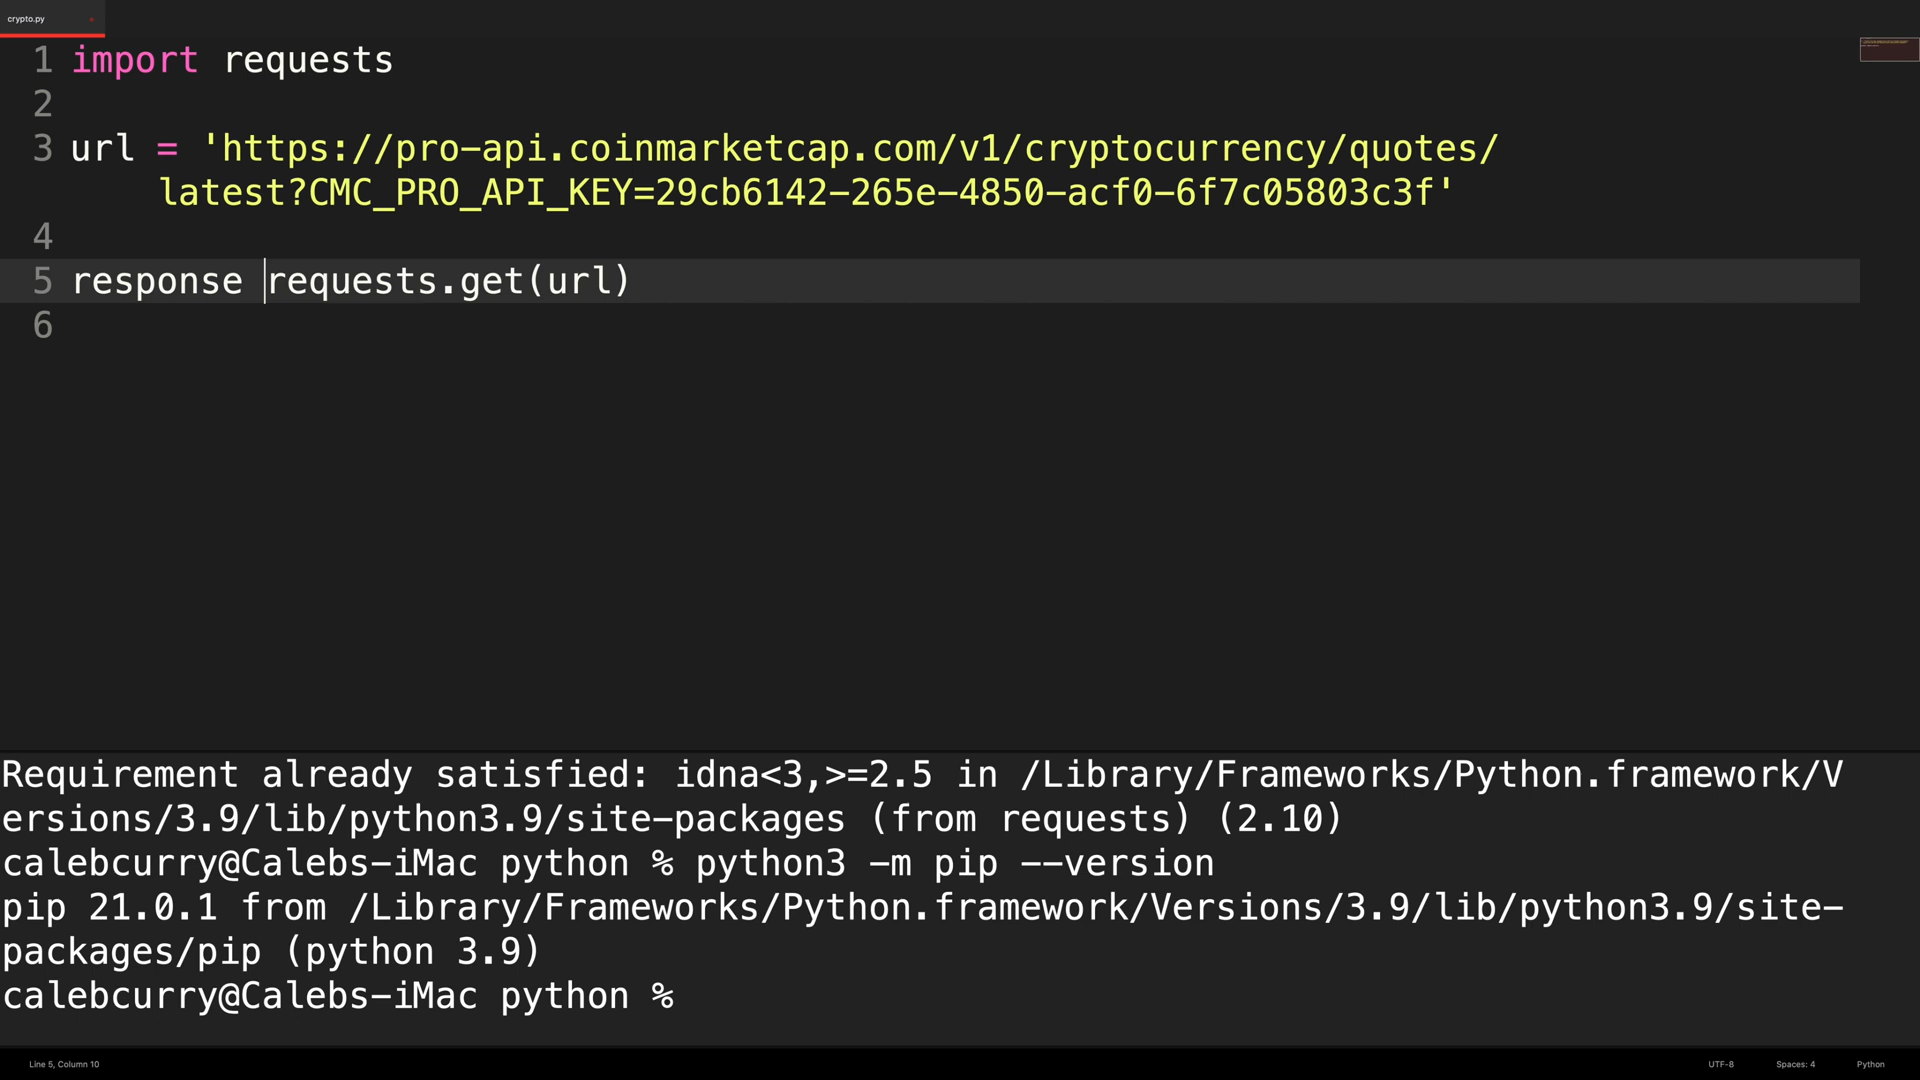 crypto.py
1 import requests
2
3 url = 'https://pro-api.coinmarketcap.com/v1/cryptocurrency/quotes/
latest?CMC_PRO_API_KEY=29cb6142-265e-4850-acf0-6f7c05803c3f'
4
5 response requests.get(url)
6
Requirement already satisfied: idna<3,>=2.5 in /Library/Frameworks/Python.framework/V
ersions/3.9/lib/python3.9/site-packages (from requests) (2.10)
calebcurry@Calebs-iMac python % python3 -m pip --version
pip 21.0.1 from /Library/Frameworks/Python.framework/Versions/3.9/lib/python3.9/site-
packages/pip (python 3.9)
calebcurry@Calebs-iMac python %
Line 5, Column 10 UTF-8 Spaces: 4 Python